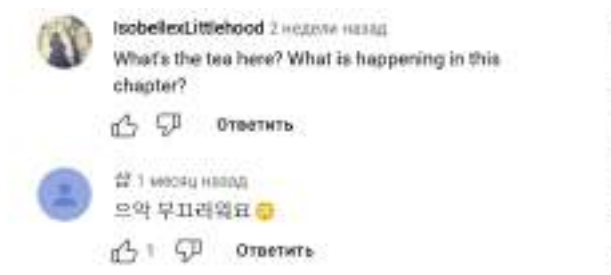 IsobellexLittlehood 2 недели назад
What's the tea here? What is happening in this
chapter?
Ответить
1 месяц назад
으악 부끄러워요
1
Ответить